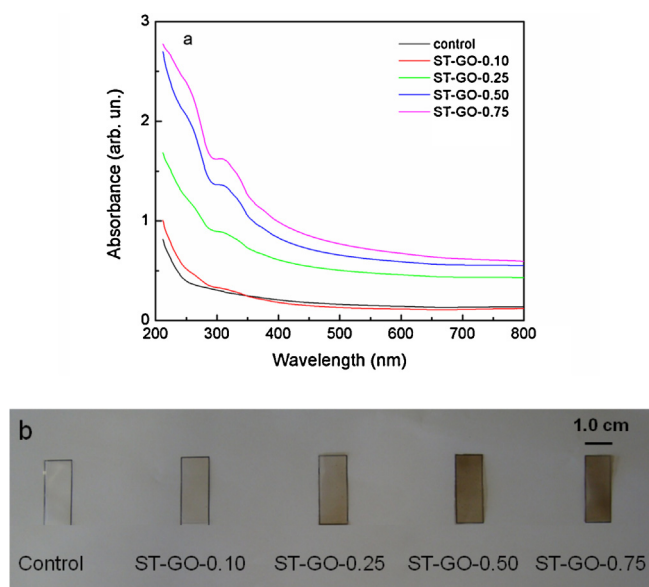 a
control
ST-GO-0.10
ST-GO-0.25
ST-GO-0.50
ST-GO-0.75
Absorbance (arb. un.)
3
2
1
0
200 300 400 500 600 700 800
Wavelength (nm)
b
1.0 cm
Control ST-GO-0.10 ST-GO-0.25 ST-GO-0.50 ST-GO-0.75